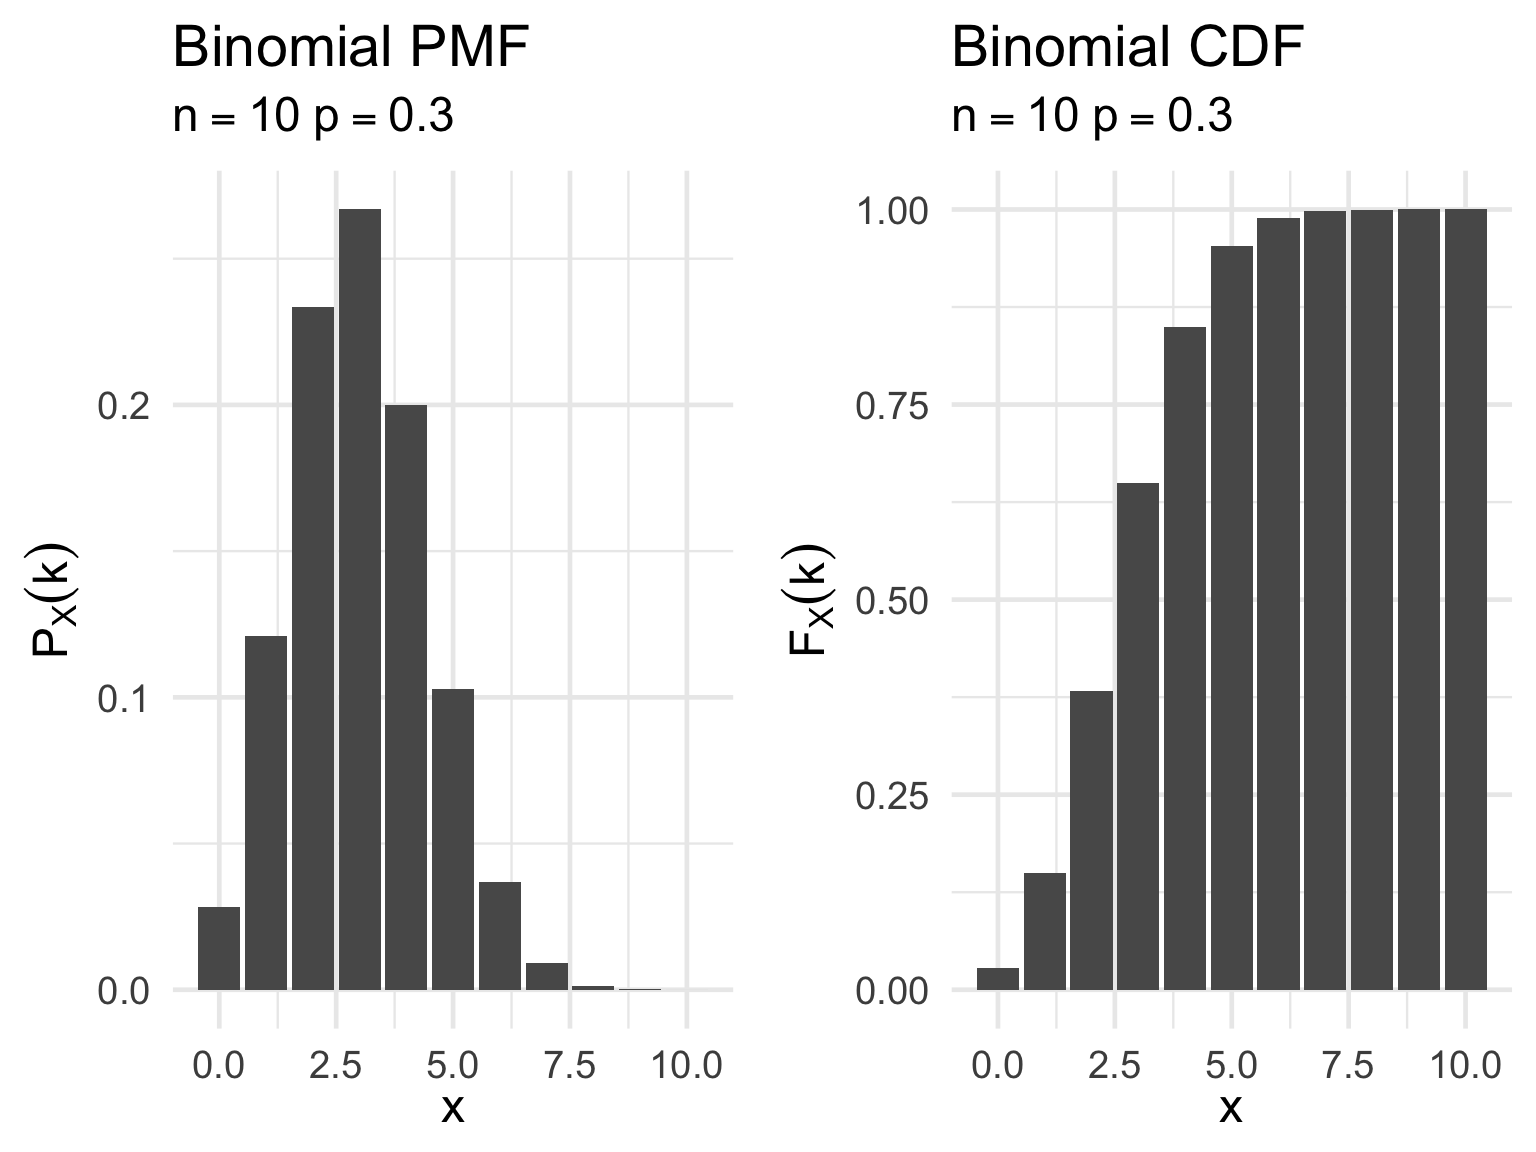 Binomial PMF
n = 10 p = 0.3
PX(k)
0.2
0.1
0.0
0.0 2.5 5.0 7.5 10.0
x
Binomial CDF
n = 10 p = 0.3
FX(k)
1.00
0.75
0.50
0.25
0.00
0.0 2.5 5.0 7.5 10.0
x